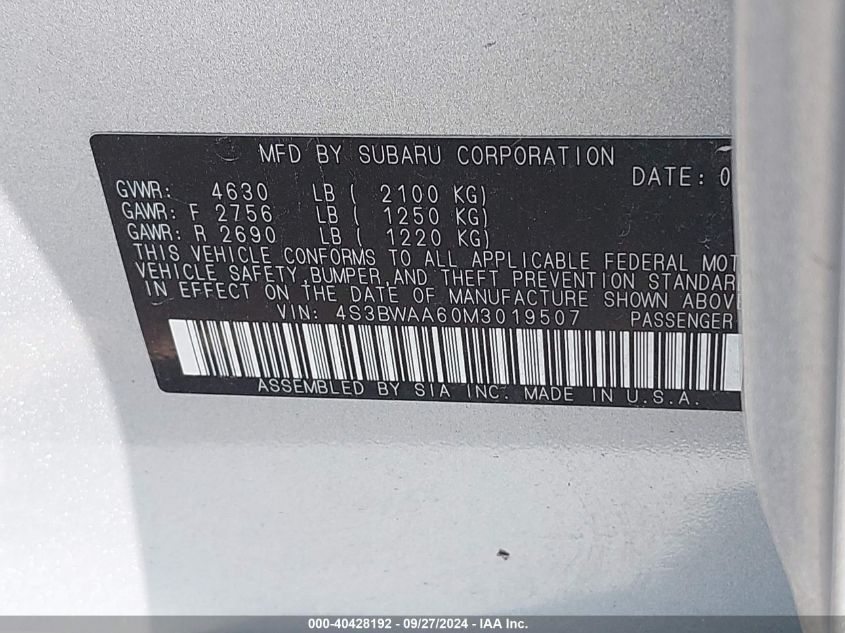 MFD BY SUBARU CORPORATION
DATE: 0
GVWR: 4630 LB ( 2100 KG)
GAWR: F 2756 LB ( 1250 KG)
GAWR: R 2690 LB ( 1220 KG)
THIS VEHICLE CONFORMS TO ALL APPLICABLE FEDERAL MOT
VEHICLE SAFETY,BUMPER,AND THEFT PREVENTION STANDAR
IN EFFECT ON THE DATE OF MANUFACTURE SHOWN ABOV
VIN: 4S3BWAA60M3019507 PASSENGER
ASSEMBLED BY SIA INC. MADE IN U.S.A.
000-40428192 - 09/27/2024 - IAA Inc.